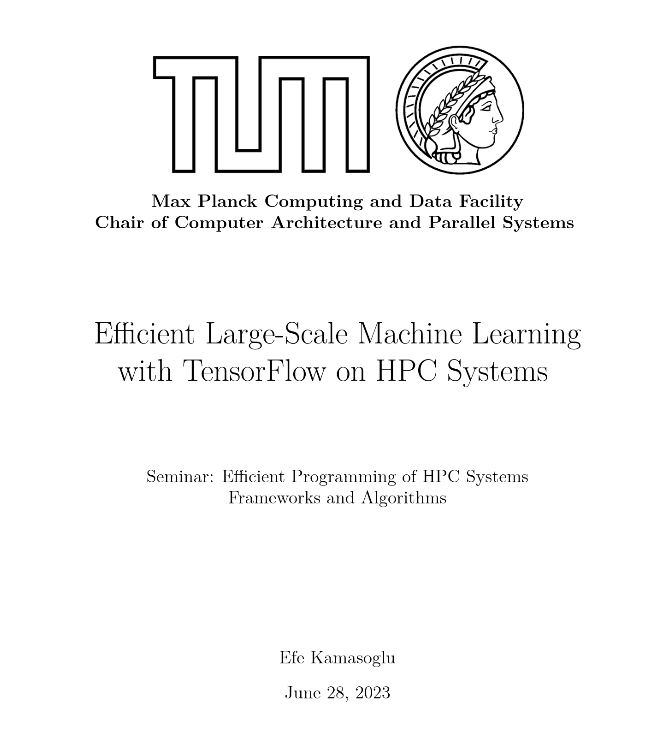 TUM
Max Planck Computing and Data Facility
Chair of Computer Architecture and Parallel Systems
Efficient Large-Scale Machine Learning
with TensorFlow on HPC Systems
Seminar: Efficient Programming of HPC Systems
Frameworks and Algorithms
Efe Kamasoglu
June 28, 2023